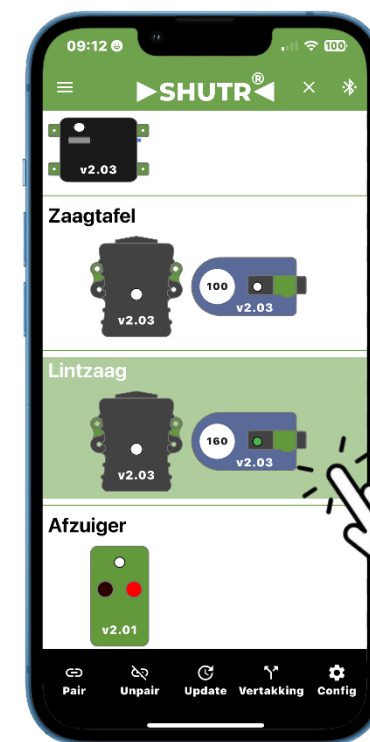 09:12
100
▶SHUTR®◀
v2.03
Zaagtafel
100
v2.03
v2.03
Lintzaag
160
v2.03
v2.03
Afzuiger
v2.01
Pair Unpair Update Vertakking Config